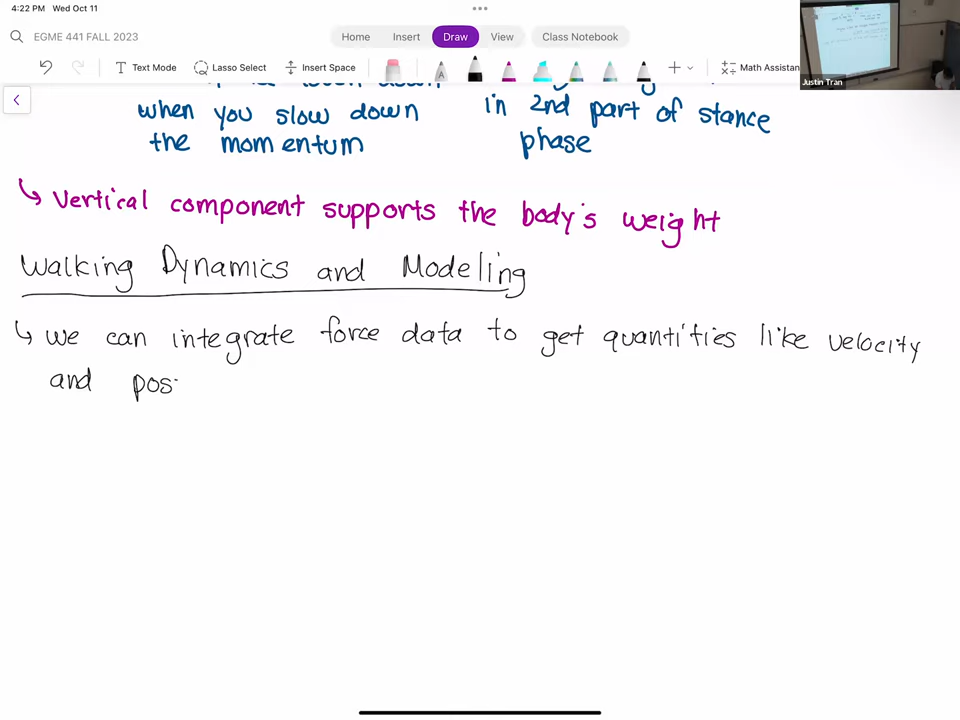 4:22 PM Wed Oct 11
EGME 441 FALL 2023
Home Insert Draw View Class Notebook
Text Mode Lasso Select Insert Space Math Assistan
Justin Tran
when you slow down
the momentum
in 2nd part of stance
phase
↳ Vertical component supports the body's weight
Walking Dynamics and Modeling
↳ we can integrate force data to get quantities like velocity
and pos